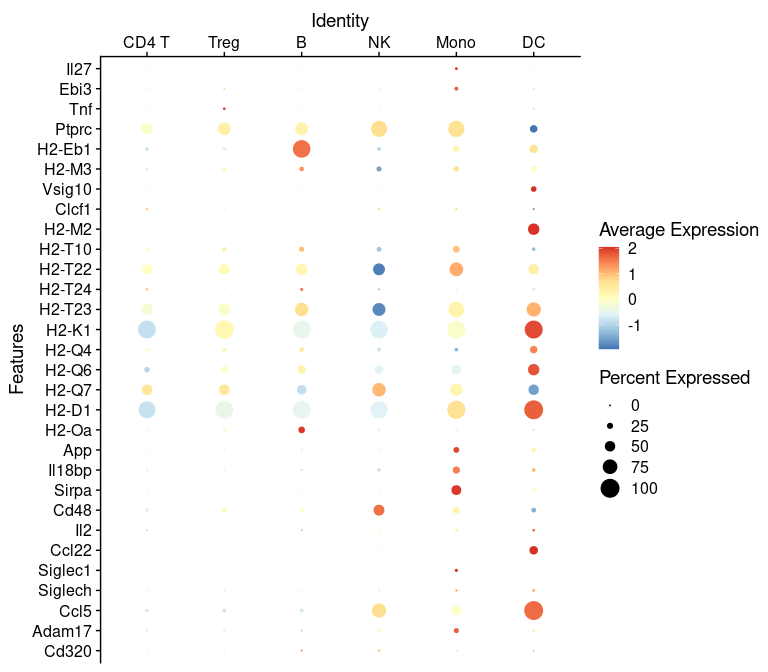 Identity
CD4 T Treg B NK Mono DC
Features
Il27
Ebi3
Tnf
Ptprc
H2-Eb1
H2-M3
Vsig10
Clcf1
H2-M2
H2-T10
H2-T22
H2-T24
H2-T23
H2-K1
H2-Q4
H2-Q6
H2-Q7
H2-D1
H2-Oa
App
Il18bp
Sirpa
Cd48
Il2
Ccl22
Siglec1
Siglech
Ccl5
Adam17
Cd320
Average Expression
2
1
0
-1
Percent Expressed
0
25
50
75
100